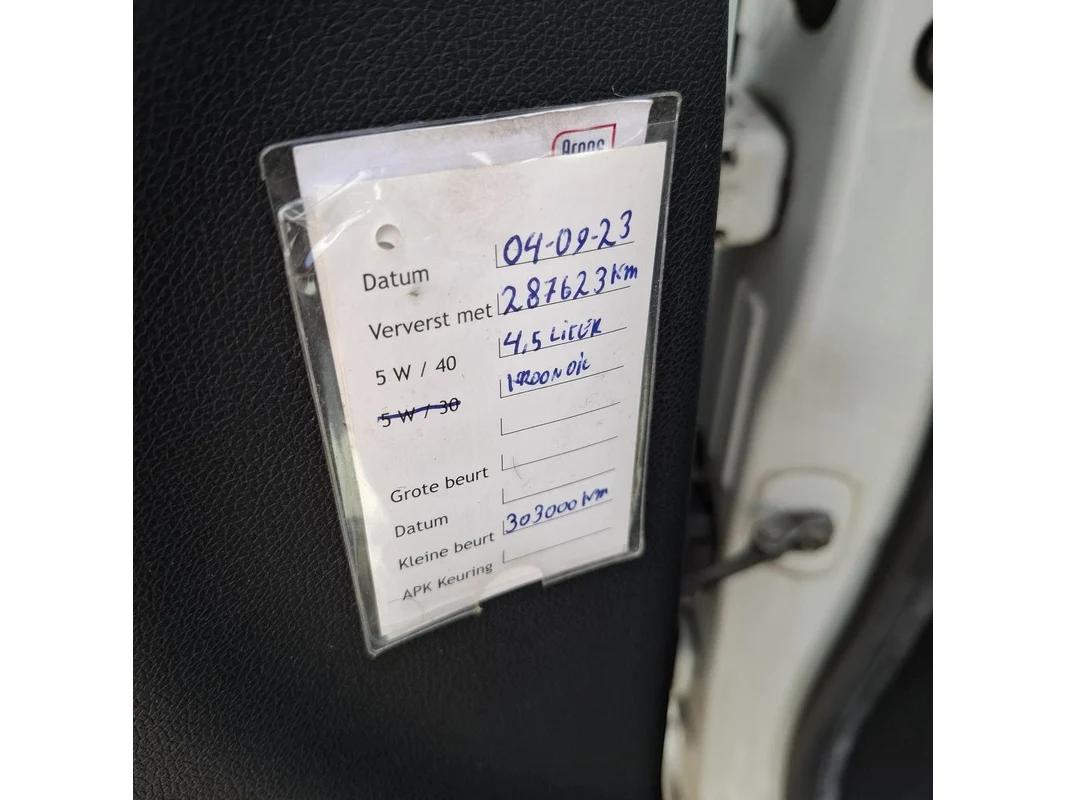 Datum 04-09-23
Ververst met 287623 km
5 W / 40 4,5 LiTER
5 W / 30 KROON OIL
Grote beurt
Datum
Kleine beurt 303000 km
APK Keuring